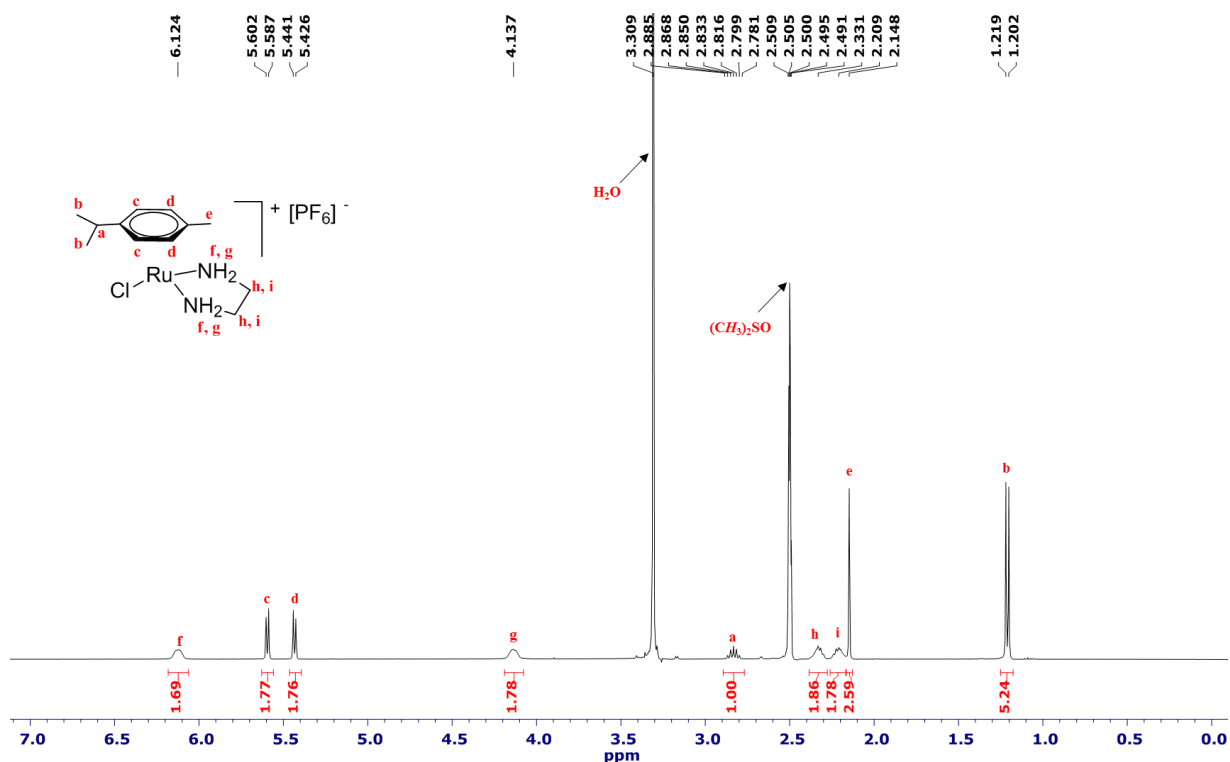 6.124
5.602
5.587
5.441
5.426
4.137
3.309
2.885
2.868
2.850
2.833
2.816
2.799
2.781
2.509
2.505
2.500
2.495
2.491
2.331
2.209
2.148
1.219
1.202
H2O
b c d
e + [PF6] -
a
b c d
f, g
Ru NH2
h, i
Cl NH2
h, i
f, g
(CH3)2SO
f c d g a h i e b
1.69 1.77 1.76 1.78 1.00 1.86 1.78 2.59 5.24
7.0 6.5 6.0 5.5 5.0 4.5 4.0 3.5 3.0 2.5 2.0 1.5 1.0 0.5 0.0
ppm